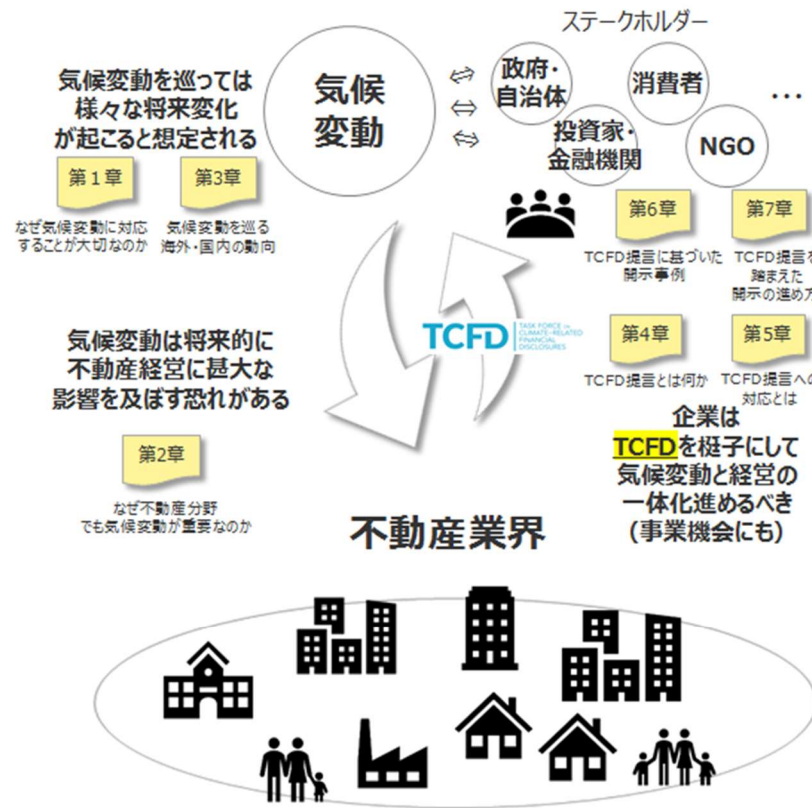 ステークホルダー
気候変動を巡っては
様々な将来変化
が起こると想定される
気候
変動
政府・
自治体
消費者
…
投資家・
金融機関
NGO
第１章
第3章
なぜ気候変動に対応
することが大切なのか
気候変動を巡る
海外・国内の動向
第6章
第7章
TCFD提言に基づいた
開示事例
TCFD提言を
踏まえた
開示の進め方
TCFD
TASK FORCE ON
CLIMATE-RELATED
FINANCIAL
DISCLOSURES
第4章
第5章
TCFD提言とは何か
TCFD提言への
対応とは
気候変動は将来的に
不動産経営に甚大な
影響を及ぼす恐れがある
第2章
なぜ不動産分野
でも気候変動が重要なのか
企業は
TCFDを梃子にして
気候変動と経営の
一体化進めるべき
（事業機会にも）
不動産業界